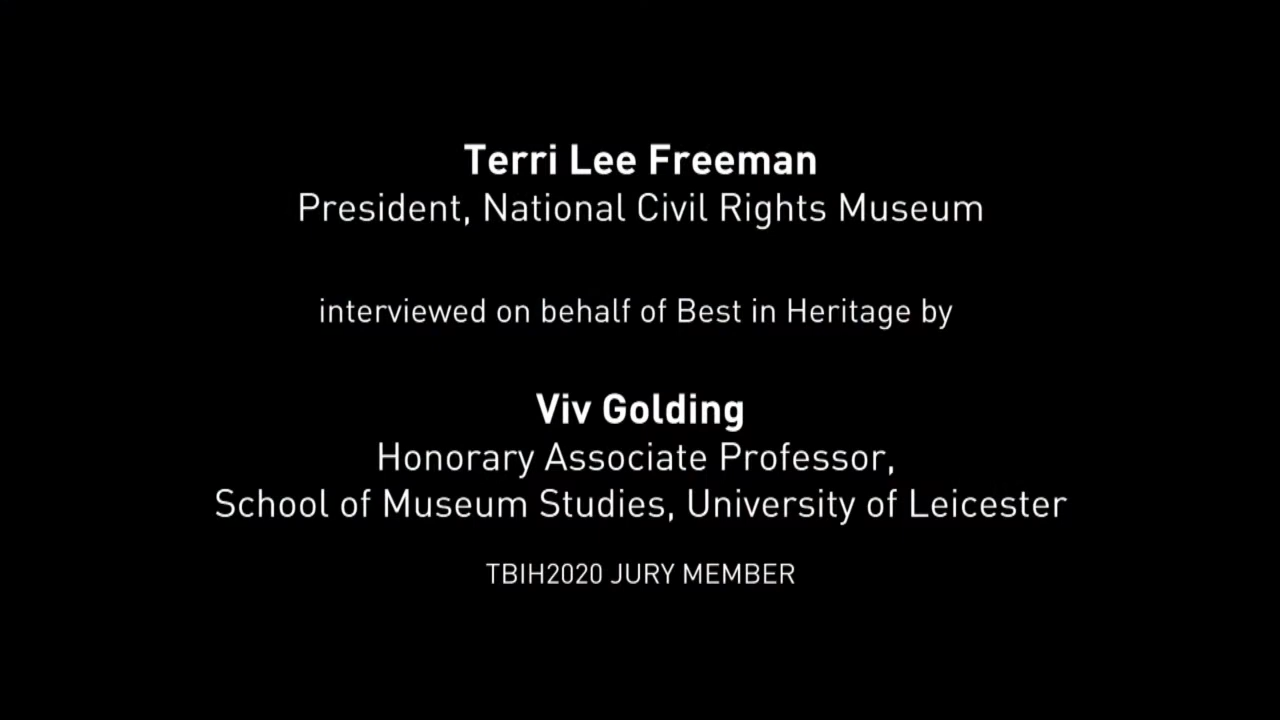 Terri Lee Freeman
President, National Civil Rights Museum
interviewed on behalf of Best in Heritage by
Viv Golding
Honorary Associate Professor,
School of Museum Studies, University of Leicester
TBIH2020 JURY MEMBER